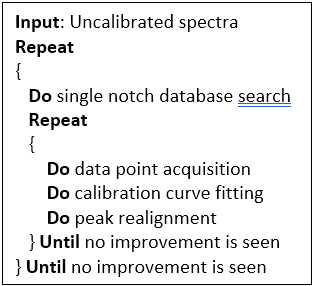 Input: Uncalibrated spectra
Repeat
{
Do single notch database search
Repeat
{
Do data point acquisition
Do calibration curve fitting
Do peak realignment
} Until no improvement is seen
} Until no improvement is seen